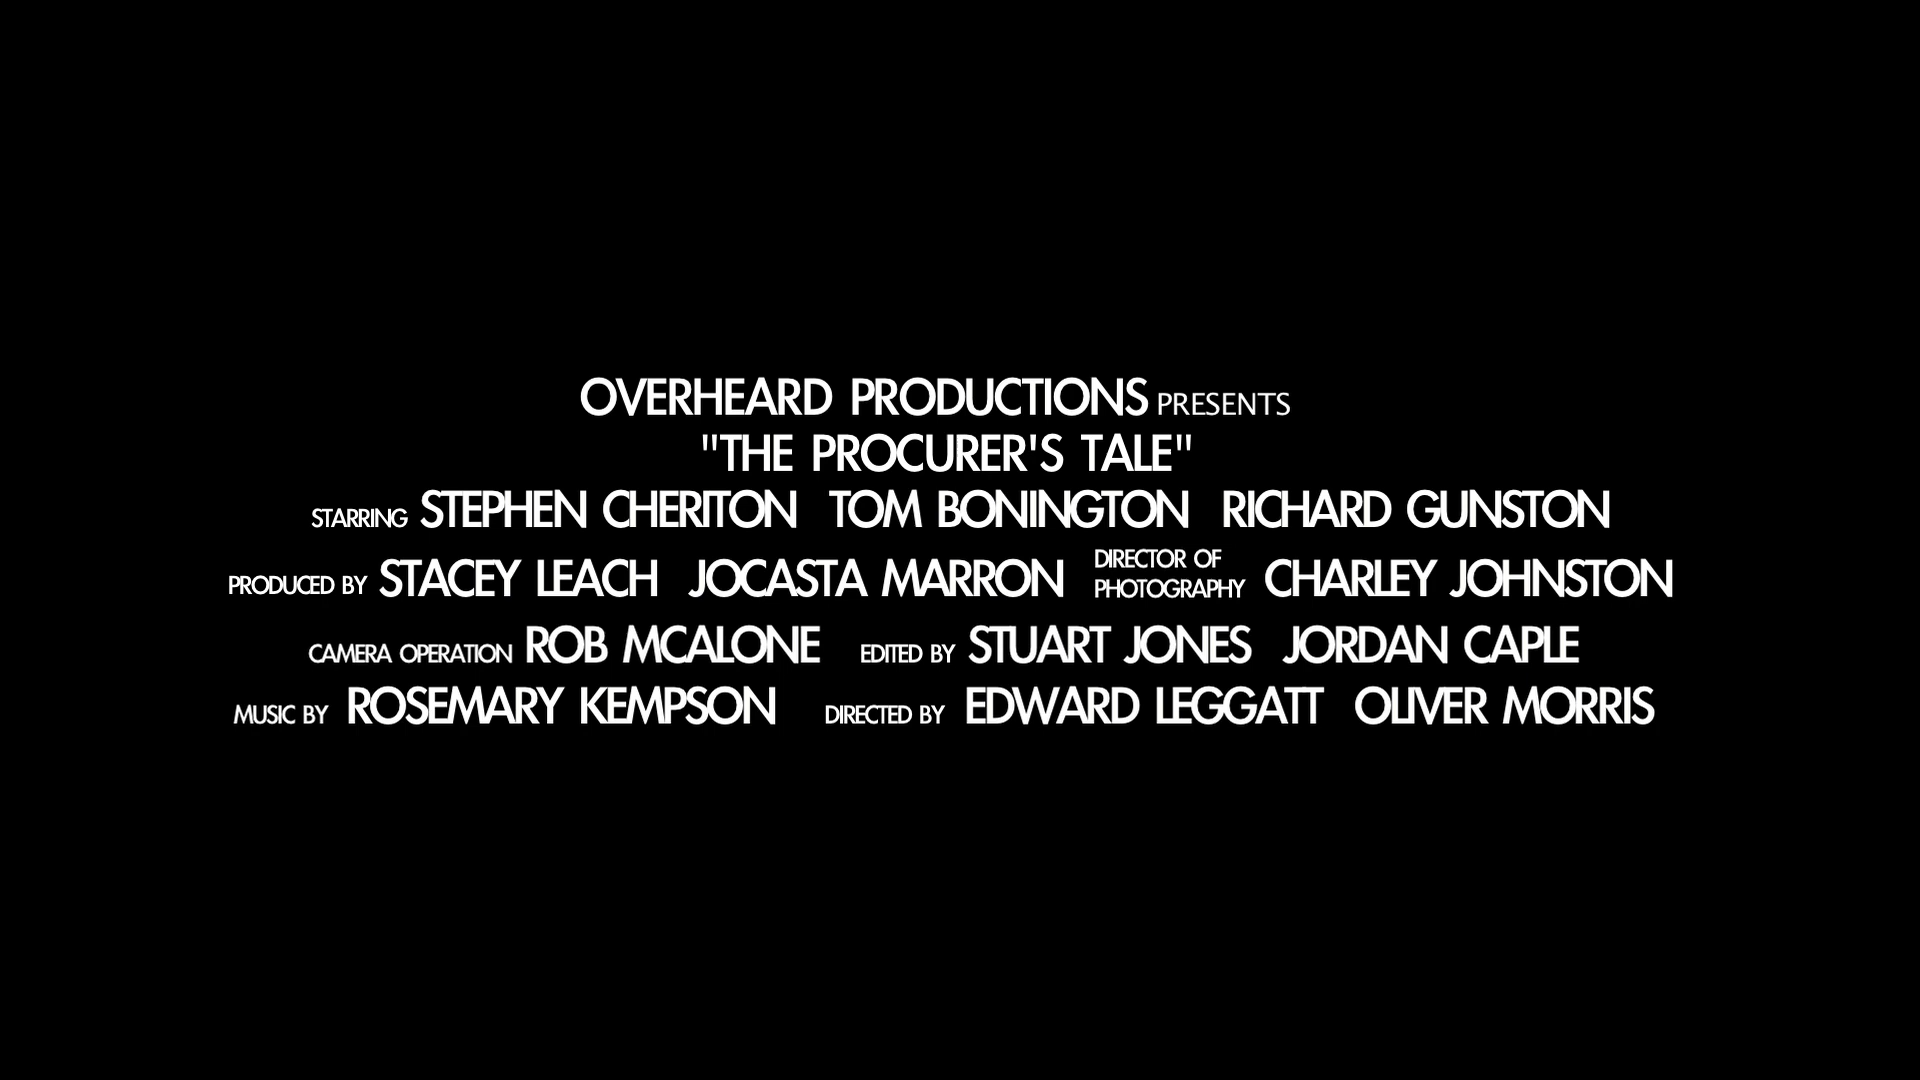 OVERHEARD PRODUCTIONS PRESENTS
"THE PROCURER'S TALE"
STARRING STEPHEN CHERITON TOM BONINGTON RICHARD GUNSTON
PRODUCED BY STACEY LEACH JOCASTA MARRON DIRECTOR OF PHOTOGRAPHY CHARLEY JOHNSTON
CAMERA OPERATION ROB MCALONE EDITED BY STUART JONES JORDAN CAPLE
MUSIC BY ROSEMARY KEMPSON DIRECTED BY EDWARD LEGGATT OLIVER MORRIS